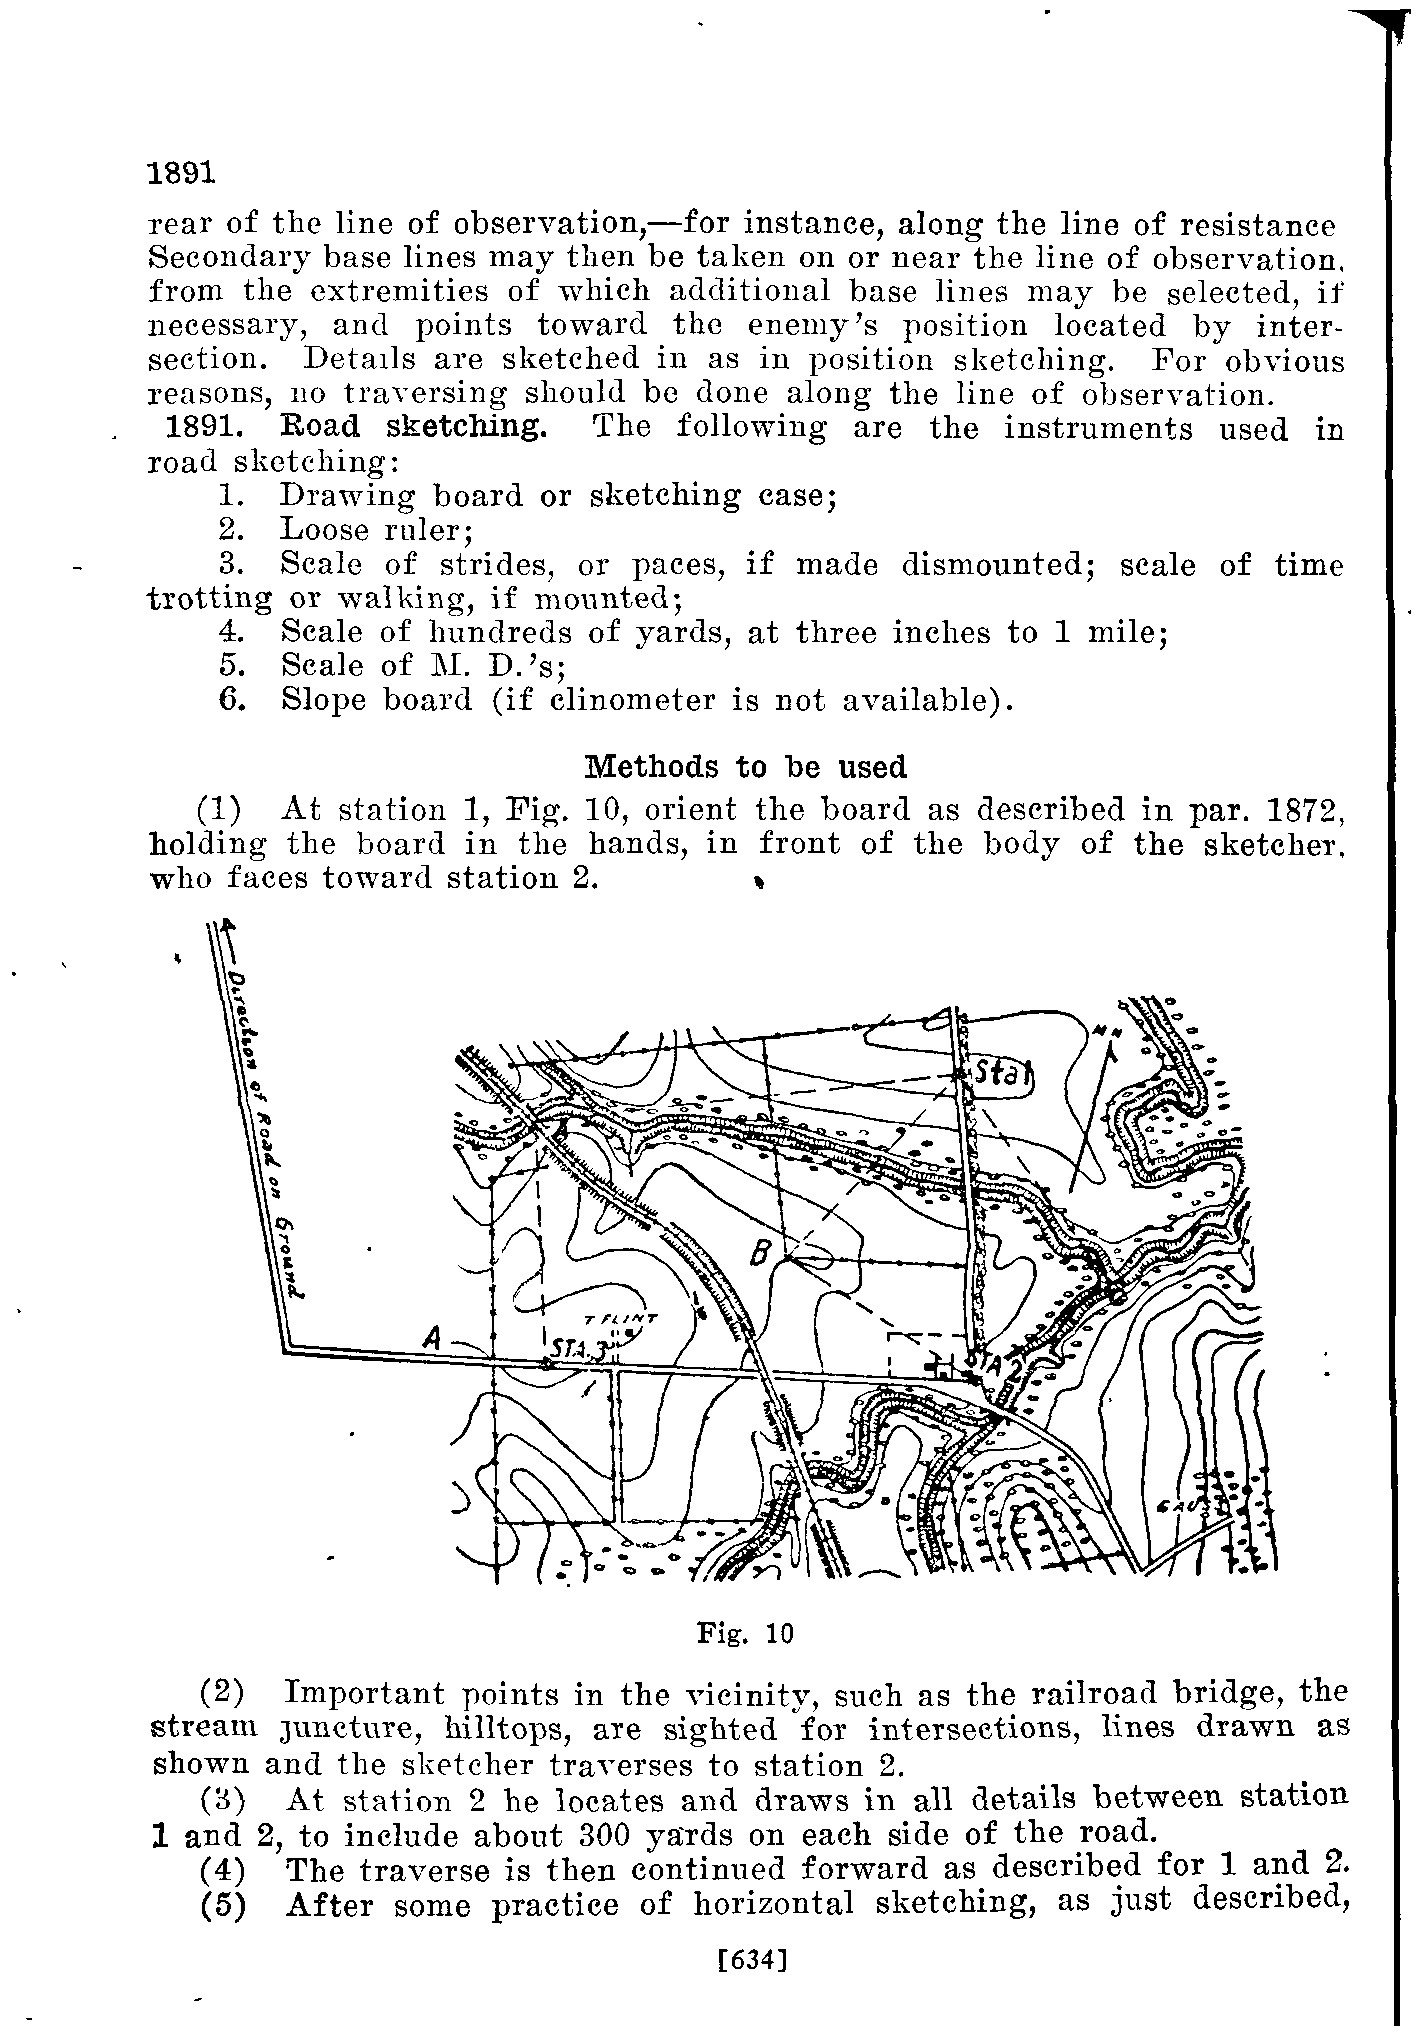 1891
rear of the line of observation,—for instance, along the line of resistance
Secondary base lines may then be taken on or near the line of observation,
from the extremities of which additional base lines may be selected, if
necessary, and points toward the enemy's position located by inter-
section. Details are sketched in as in position sketching. For obvious
reasons, no traversing should be done along the line of observation.
1891. Road sketching. The following are the instruments used in
road sketching:
1. Drawing board or sketching case;
2. Loose ruler;
3. Scale of strides, or paces, if made dismounted; scale of time
trotting or walking, if mounted;
4. Scale of hundreds of yards, at three inches to 1 mile;
5. Scale of M. D.'s;
6. Slope board (if clinometer is not available).
Methods to be used
(1) At station 1, Fig. 10, orient the board as described in par. 1872,
holding the board in the hands, in front of the body of the sketcher,
who faces toward station 2.
Direction of Road on Ground
Sta 1
B
T FLINT
A
STA. 3
STA 2
Fig. 10
(2) Important points in the vicinity, such as the railroad bridge, the
stream juncture, hilltops, are sighted for intersections, lines drawn as
shown and the sketcher traverses to station 2.
(3) At station 2 he locates and draws in all details between station
1 and 2, to include about 300 yards on each side of the road.
(4) The traverse is then continued forward as described for 1 and 2.
(5) After some practice of horizontal sketching, as just described,
[634]